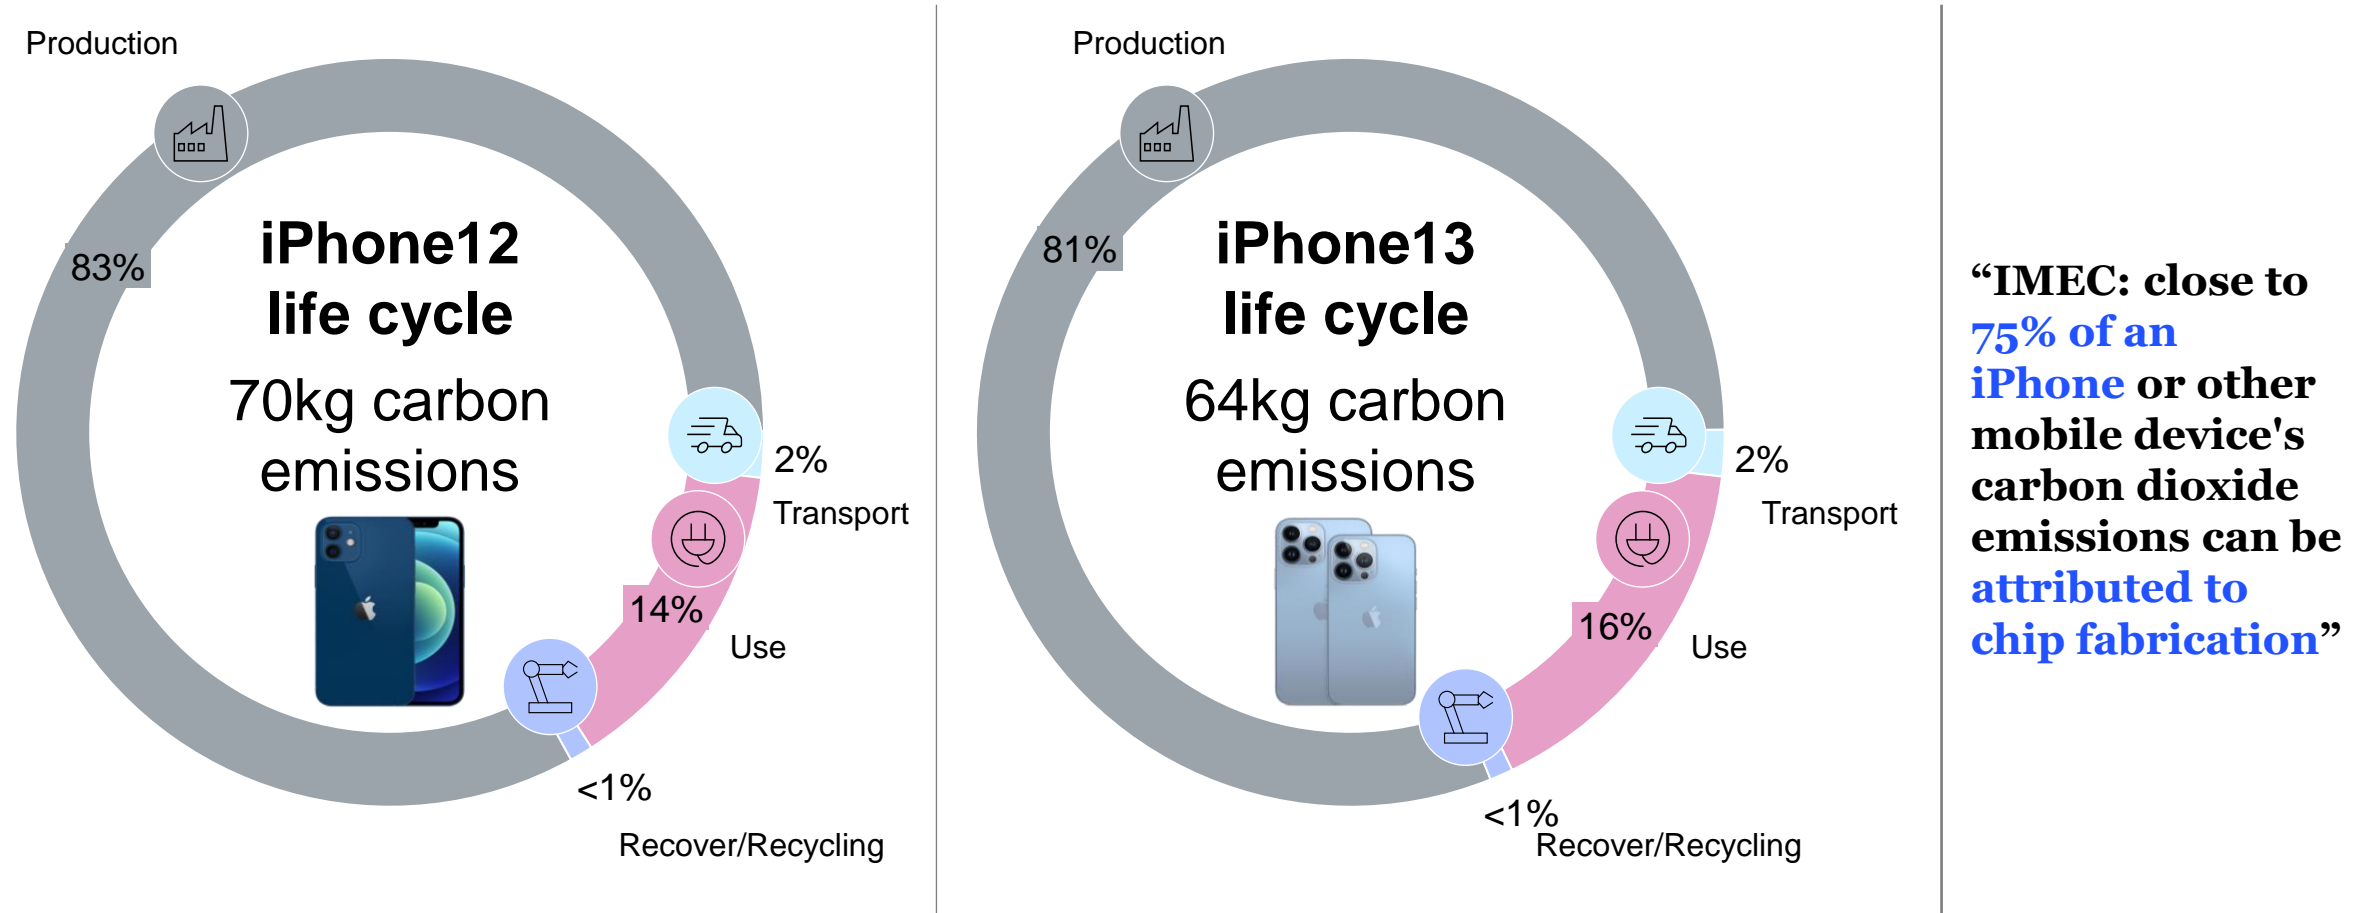 Production
83%
iPhone12
life cycle
70kg carbon
emissions
2%
Transport
14%
Use
<1%
Recover/Recycling
Production
81%
iPhone13
life cycle
64kg carbon
emissions
2%
Transport
16%
Use
<1%
Recover/Recycling
“IMEC: close to
75% of an
iPhone or other
mobile device's
carbon dioxide
emissions can be
attributed to
chip fabrication”